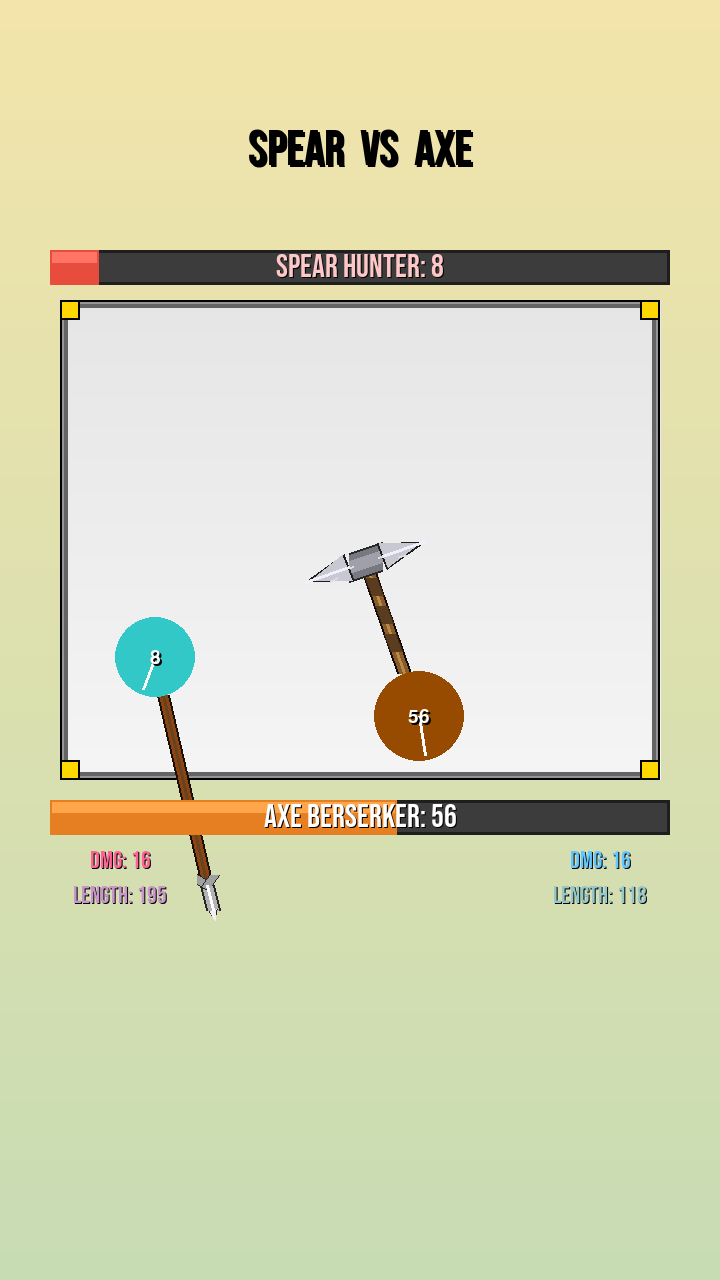 SPEAR VS AXE
SPEAR HUNTER: 8
8
56
AXE BERSERKER: 56
DMG: 16
DMG: 16
LENGTH: 195
LENGTH: 118